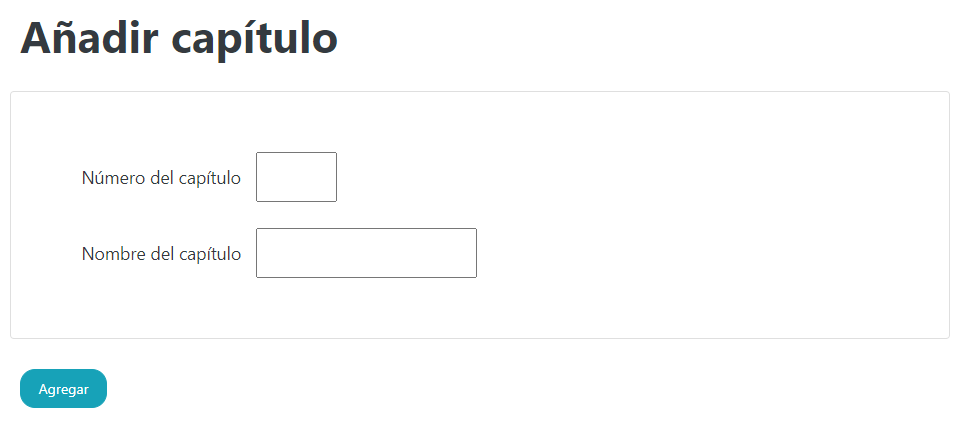 Añadir capítulo
Número del capítulo
Nombre del capítulo
Agregar